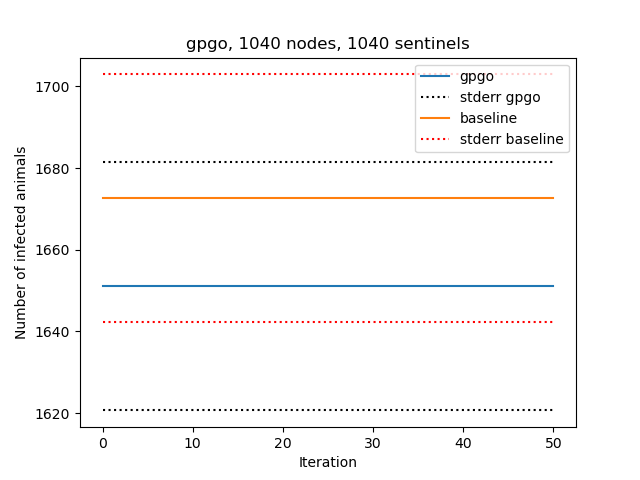 gpgo, 1040 nodes, 1040 sentinels
gpgo
stderr gpgo
baseline
stderr baseline
Number of infected animals
1700
1680
1660
1640
1620
0 10 20 30 40 50
Iteration